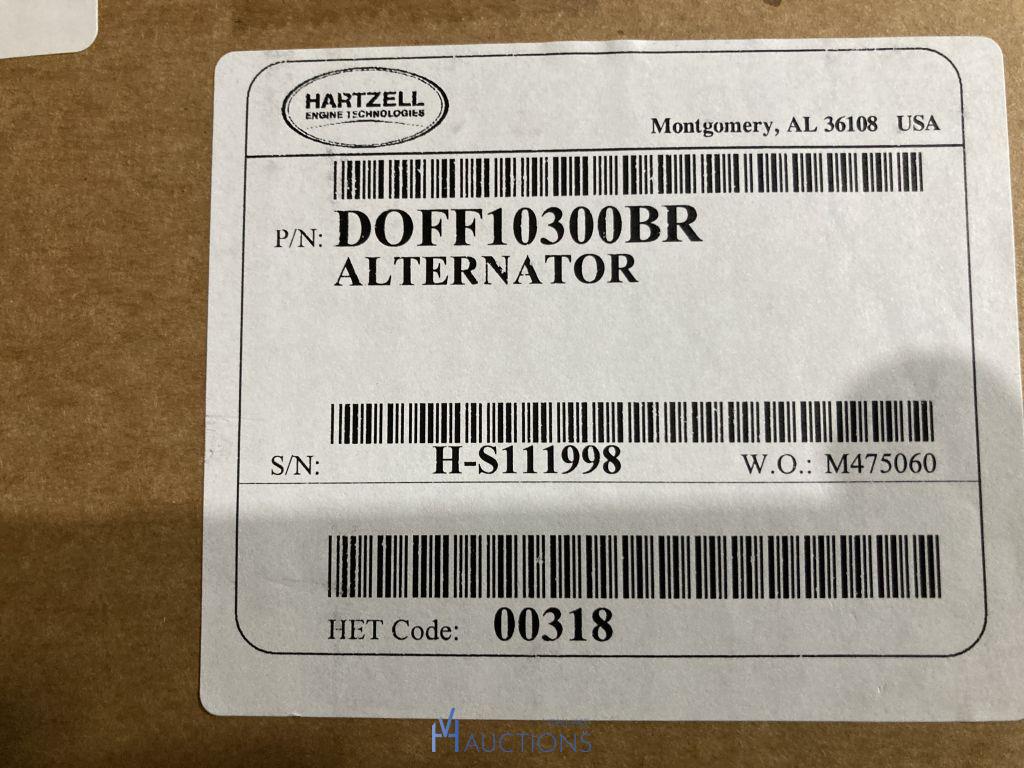 HARTZELL
ENGINE TECHNOLOGIES
Montgomery, AL 36108 USA
P/N: DOFF10300BR
ALTERNATOR
S/N: H-S111998 W.O.: M475060
HET Code: 00318
AUCTIONS